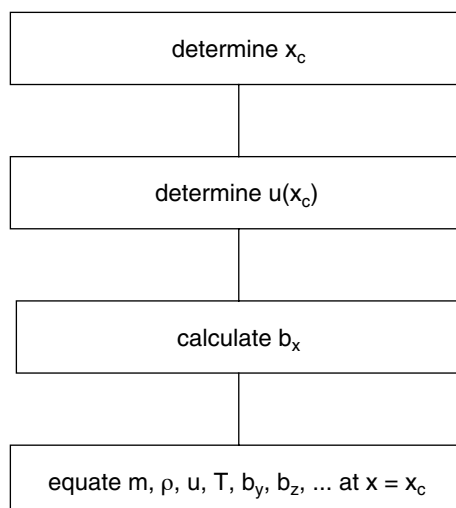 determine x_c
determine u(x_c)
calculate b_x
equate m, ρ, u, T, b_y, b_z, ... at x = x_c